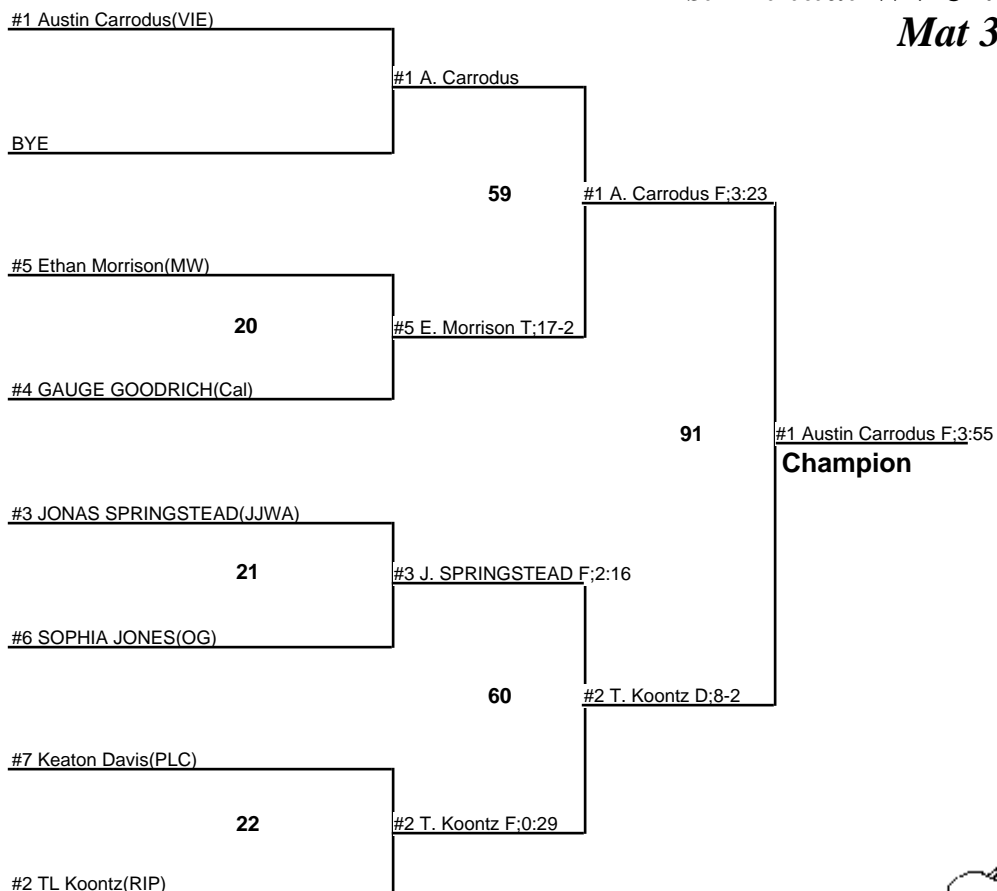 Mat 3
#1 Austin Carrodus(VIE)
#1 A. Carrodus
BYE
59
#1 A. Carrodus F;3:23
#5 Ethan Morrison(MW)
20
#5 E. Morrison T;17-2
#4 GAUGE GOODRICH(Cal)
91
#1 Austin Carrodus F;3:55
Champion
#3 JONAS SPRINGSTEAD(JJWA)
21
#3 J. SPRINGSTEAD F;2:16
#6 SOPHIA JONES(OG)
60
#2 T. Koontz D;8-2
#7 Keaton Davis(PLC)
22
#2 T. Koontz F;0:29
#2 TL Koontz(RIP)